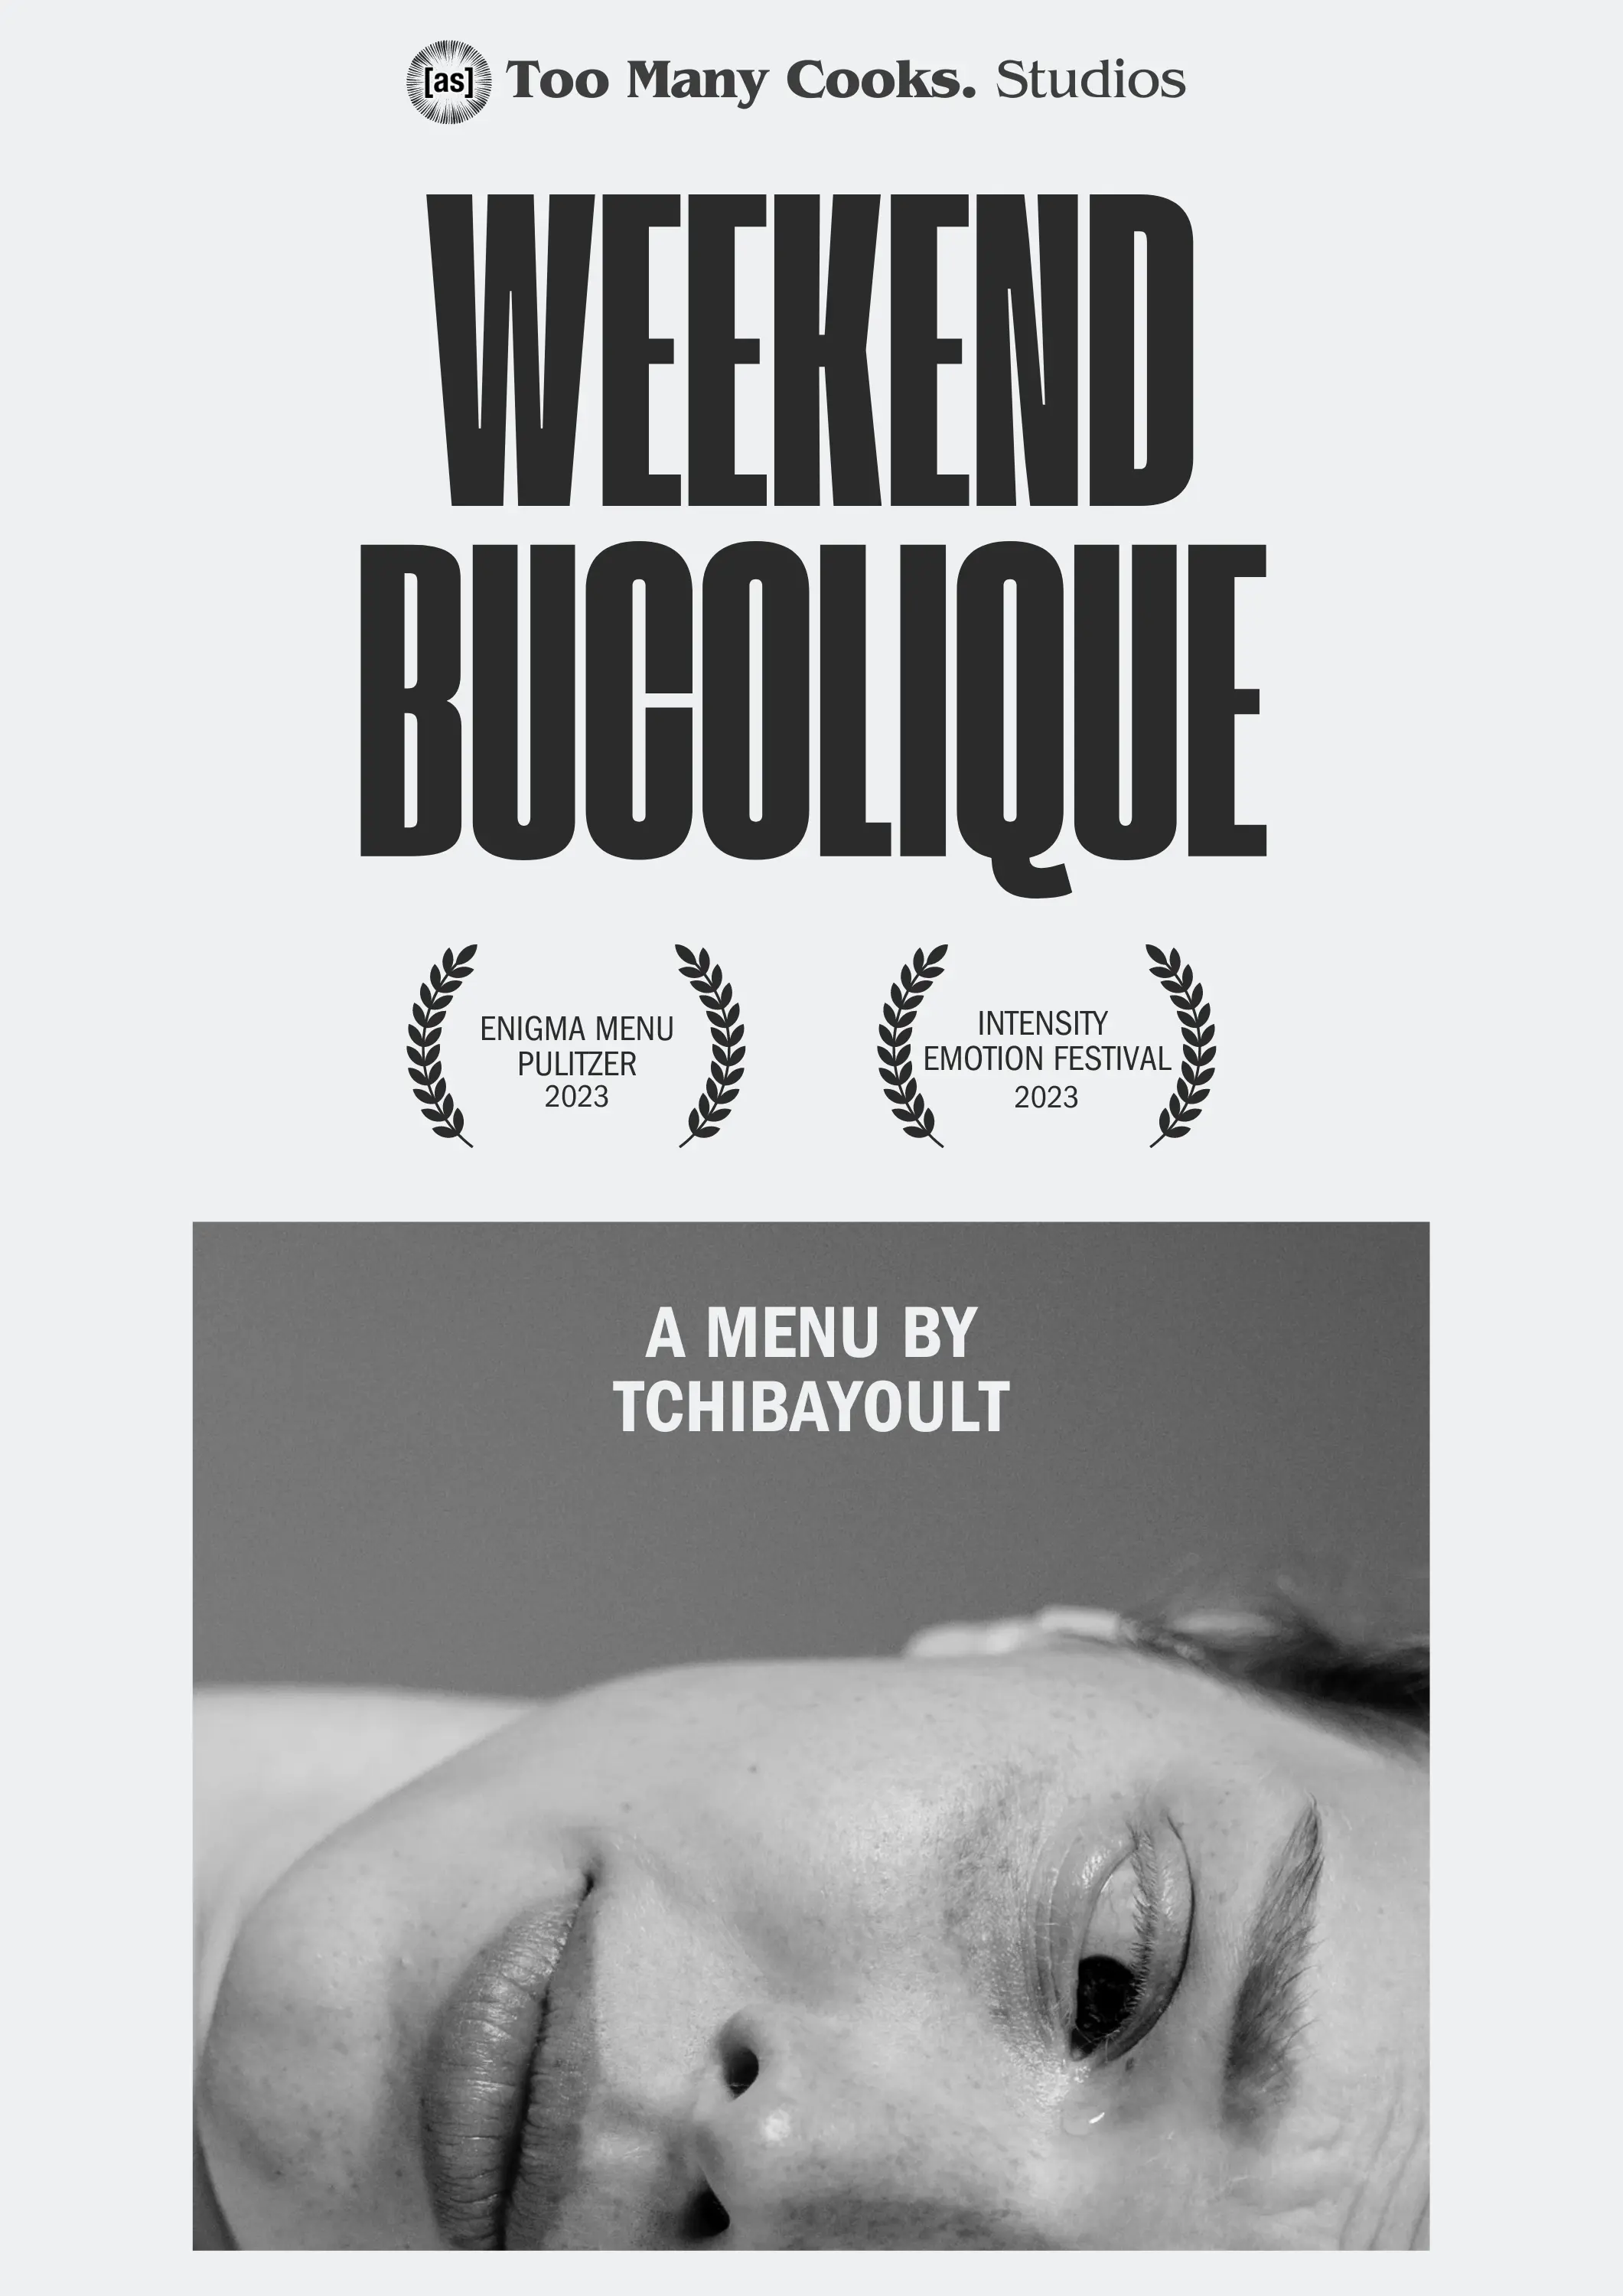 [as] Too Many Cooks. Studios
WEEKEND
BUCOLIQUE
ENIGMA MENU
PULITZER
2023
INTENSITY
EMOTION FESTIVAL
2023
A MENU BY
TCHIBAYOULT